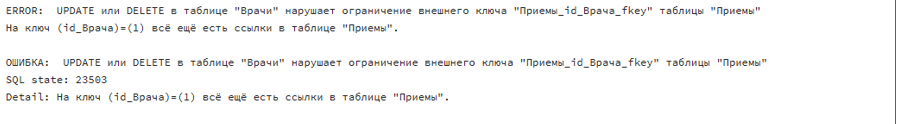 ERROR:  UPDATE или DELETE в таблице "Врачи" нарушает ограничение внешнего ключа "Приемы_id_Врача_fkey" таблицы "Приемы"
На ключ (id_Врача)=(1) всё ещё есть ссылки в таблице "Приемы".
ОШИБКА:  UPDATE или DELETE в таблице "Врачи" нарушает ограничение внешнего ключа "Приемы_id_Врача_fkey" таблицы "Приемы"
SQL state: 23503
Detail: На ключ (id_Врача)=(1) всё ещё есть ссылки в таблице "Приемы".